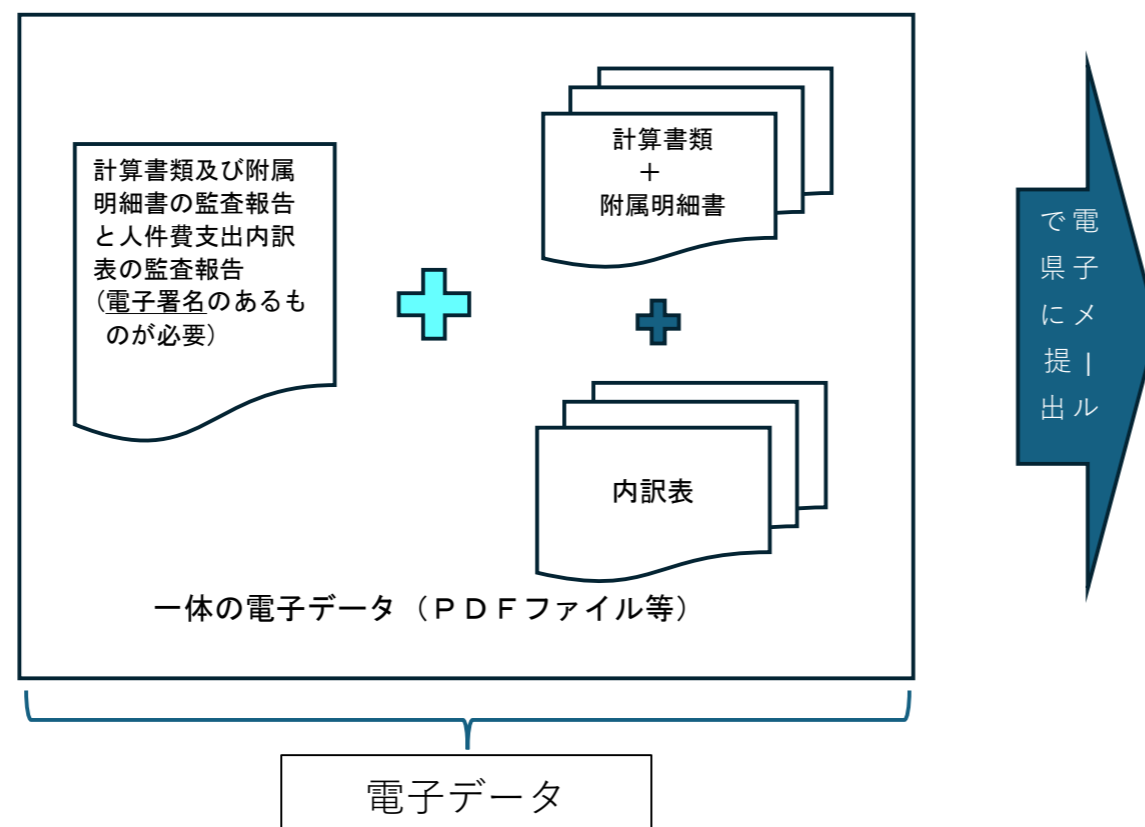 計算書類及び附属
明細書の監査報告
と人件費支出内訳
表の監査報告
（電子署名のあるも
のが必要）
計算書類
＋
附属明細書
内訳表
一体の電子データ（ＰＤＦファイル等）
電子データ
電子メール
で県に提出